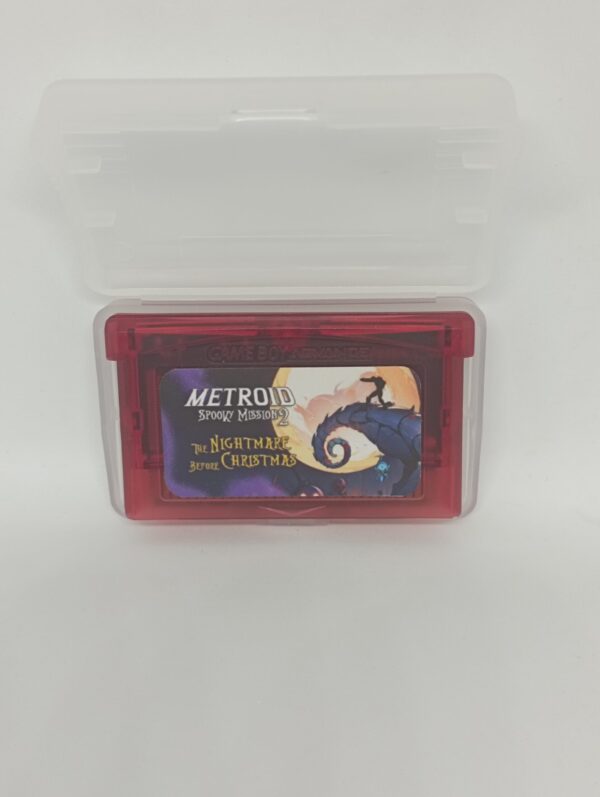 GAME BOY ADVANCE
METROID
SPOOKY MISSION 2
THE NIGHTMARE
BEFORE CHRISTMAS